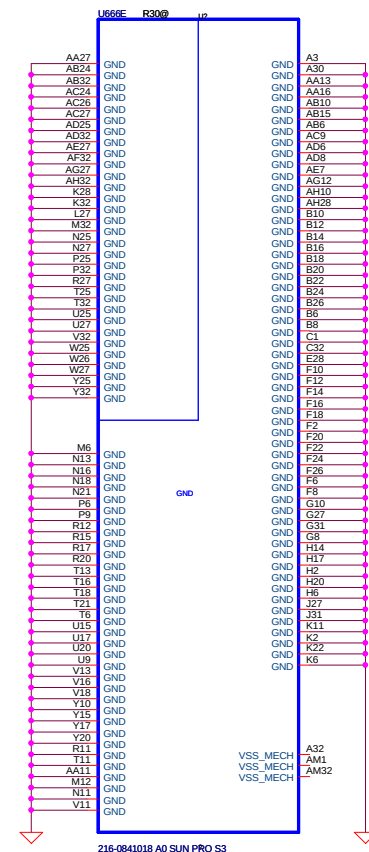 U666E R30@ U?
AA27 GND
AB24 GND
AB32 GND
AC24 GND
AC26 GND
AC27 GND
AD25 GND
AD32 GND
AE27 GND
AF32 GND
AG27 GND
AH32 GND
K28 GND
K32 GND
L27 GND
M32 GND
N25 GND
N27 GND
P25 GND
P32 GND
R27 GND
T25 GND
T32 GND
U25 GND
U27 GND
V32 GND
W25 GND
W26 GND
W27 GND
Y25 GND
Y32 GND
M6 GND
N13 GND
N16 GND
N18 GND
N21 GND
P6 GND
P9 GND
R12 GND
R15 GND
R17 GND
R20 GND
T13 GND
T16 GND
T18 GND
T21 GND
T6 GND
U15 GND
U17 GND
U20 GND
U9 GND
V13 GND
V16 GND
V18 GND
Y10 GND
Y15 GND
Y17 GND
Y20 GND
R11 GND
T11 GND
AA11 GND
M12 GND
N11 GND
V11 GND
GND
GND A3
GND A30
GND AA13
GND AA16
GND AB10
GND AB15
GND AB6
GND AC9
GND AD6
GND AD8
GND AE7
GND AG12
GND AH10
GND AH28
GND B10
GND B12
GND B14
GND B16
GND B18
GND B20
GND B22
GND B24
GND B26
GND B6
GND B8
GND C1
GND C32
GND E28
GND F10
GND F12
GND F14
GND F16
GND F18
GND F2
GND F20
GND F22
GND F24
GND F26
GND F6
GND F8
GND G10
GND G27
GND G31
GND G8
GND H14
GND H17
GND H2
GND H20
GND H6
GND J27
GND J31
GND K11
GND K2
GND K22
GND K6
VSS_MECH A32
VSS_MECH AM1
VSS_MECH AM32
216-0841018 A0 SUN PRO S3